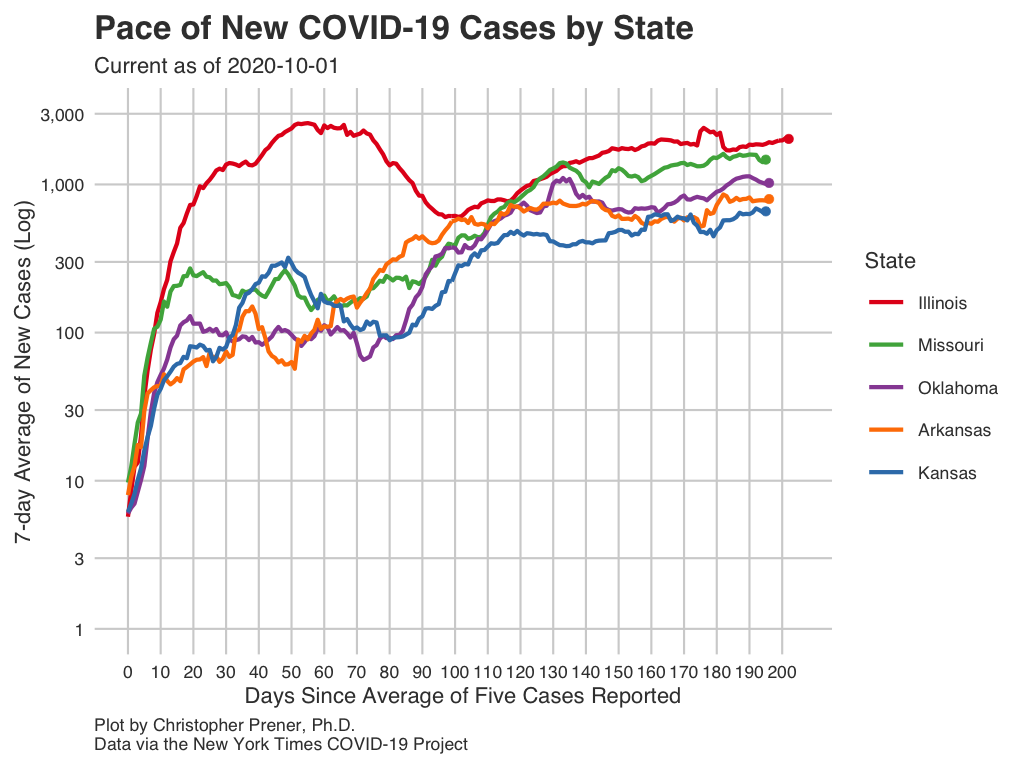 Pace of New COVID-19 Cases by State
Current as of 2020-10-01
7-day Average of New Cases (Log)
3,000
1,000
300
100
30
10
3
1
0 10 20 30 40 50 60 70 80 90 100 110 120 130 140 150 160 170 180 190 200
Days Since Average of Five Cases Reported
State
Illinois
Missouri
Oklahoma
Arkansas
Kansas
Plot by Christopher Prener, Ph.D.
Data via the New York Times COVID-19 Project